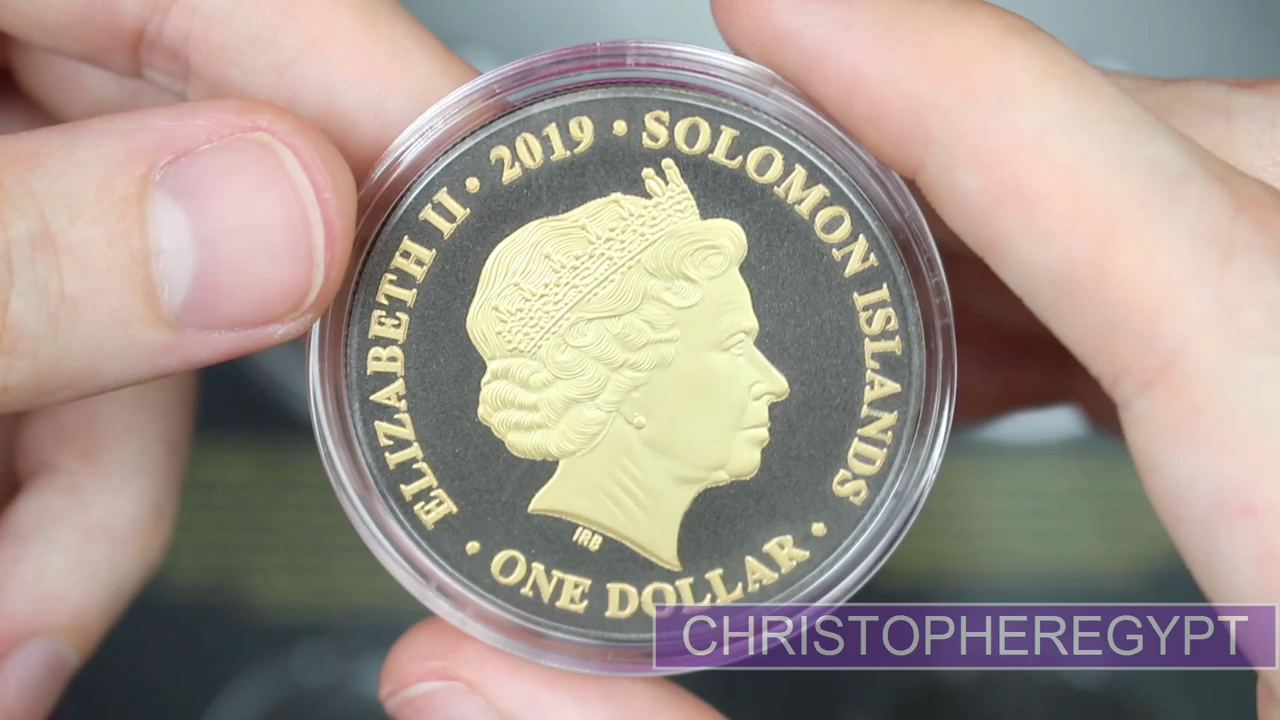 ELIZABETH II • 2019 • SOLOMON ISLANDS
• ONE DOLLAR •
IRB
CHRISTOPHEREGYPT